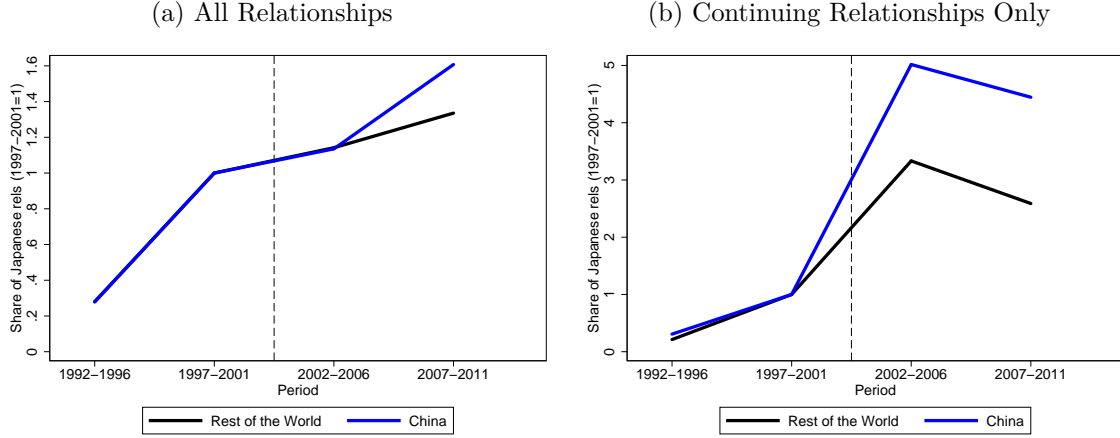 (a) All Relationships
Share of Japanese rels (1997−2001=1)
1.6
1.4
1.2
1
.8
.6
.4
.2
0
1992−1996
1997−2001
2002−2006
2007−2011
Period
Rest of the World
China
(b) Continuing Relationships Only
Share of Japanese rels (1997−2001=1)
5
4
3
2
1
0
1992−1996
1997−2001
2002−2006
2007−2011
Period
Rest of the World
China